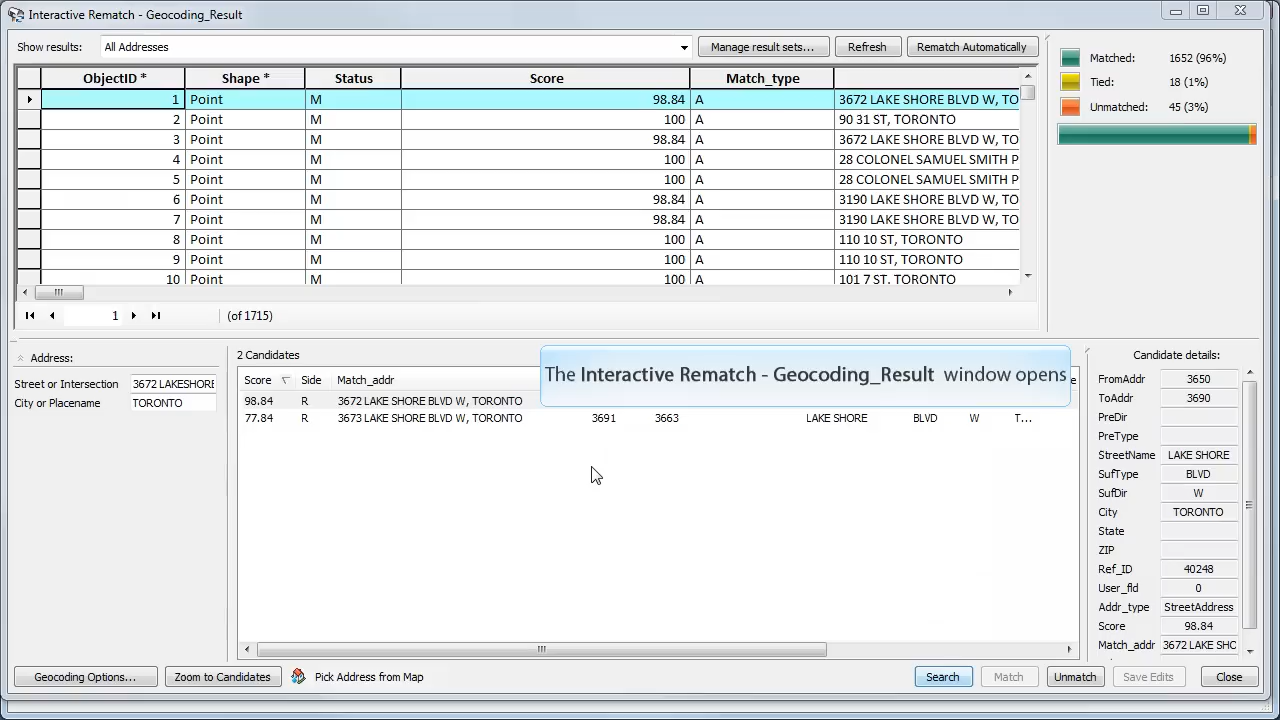 Interactive Rematch - Geocoding_Result
Show results: All Addresses Manage result sets... Refresh Rematch Automatically
ObjectID * Shape * Status Score Match_type
1 Point M 98.84 A 3672 LAKE SHORE BLVD W, TO
2 Point M 100 A 90 31 ST, TORONTO
3 Point M 98.84 A 3672 LAKE SHORE BLVD W, TO
4 Point M 100 A 28 COLONEL SAMUEL SMITH P
5 Point M 100 A 28 COLONEL SAMUEL SMITH P
6 Point M 98.84 A 3190 LAKE SHORE BLVD W, TO
7 Point M 98.84 A 3190 LAKE SHORE BLVD W, TO
8 Point M 100 A 110 10 ST, TORONTO
9 Point M 100 A 110 10 ST, TORONTO
10 Point M 100 A 101 7 ST, TORONTO
1 (of 1715)
Matched: 1652 (96%)
Tied: 18 (1%)
Unmatched: 45 (3%)
Address:
Street or Intersection 3672 LAKESHORE
City or Placename TORONTO
2 Candidates
Score Side Match_addr
98.84 R 3672 LAKE SHORE BLVD W, TORONTO
77.84 R 3673 LAKE SHORE BLVD W, TORONTO 3691 3663 LAKE SHORE BLVD W T...
The Interactive Rematch - Geocoding_Result window opens
Candidate details:
FromAddr 3650
ToAddr 3690
PreDir
PreType
StreetName LAKE SHORE
SufType BLVD
SufDir W
City TORONTO
State
ZIP
Ref_ID 40248
User_fld 0
Addr_type StreetAddress
Score 98.84
Match_addr 3672 LAKE SHO
Geocoding Options... Zoom to Candidates Pick Address from Map Search Match Unmatch Save Edits Close